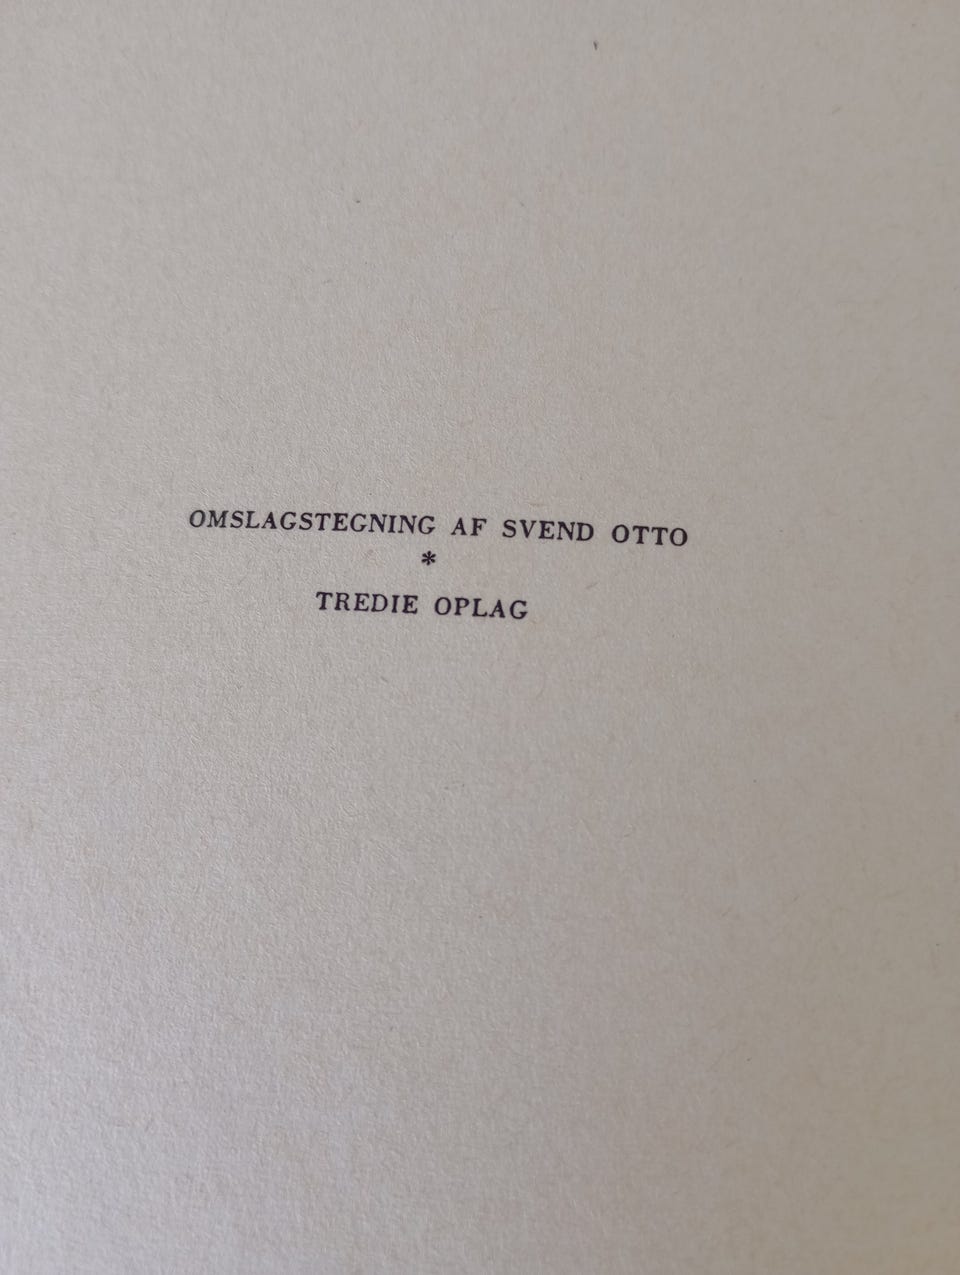 OMSLAGSTEGNING AF SVEND OTTO
*
TREDIE OPLAG